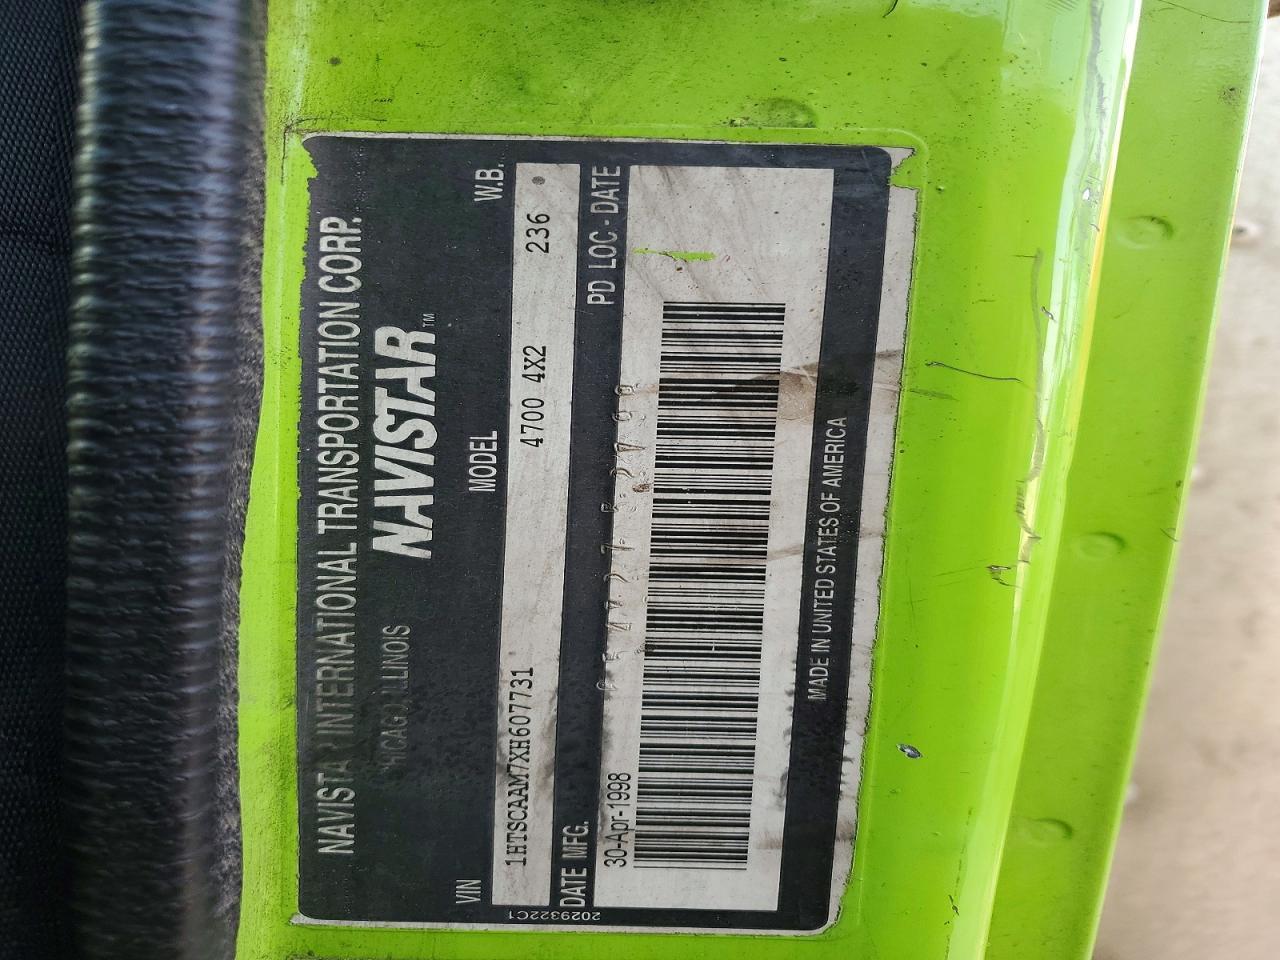 NAVISTAR INTERNATIONAL TRANSPORTATION CORP.
CHICAGO, ILLINOIS
NAVISTAR™
VIN MODEL W.B.
1HTSCAAM7XH607731 4700 4X2 236
DATE MFG. PD LOC - DATE
30-Apr-1998
MADE IN UNITED STATES OF AMERICA
2029322C1